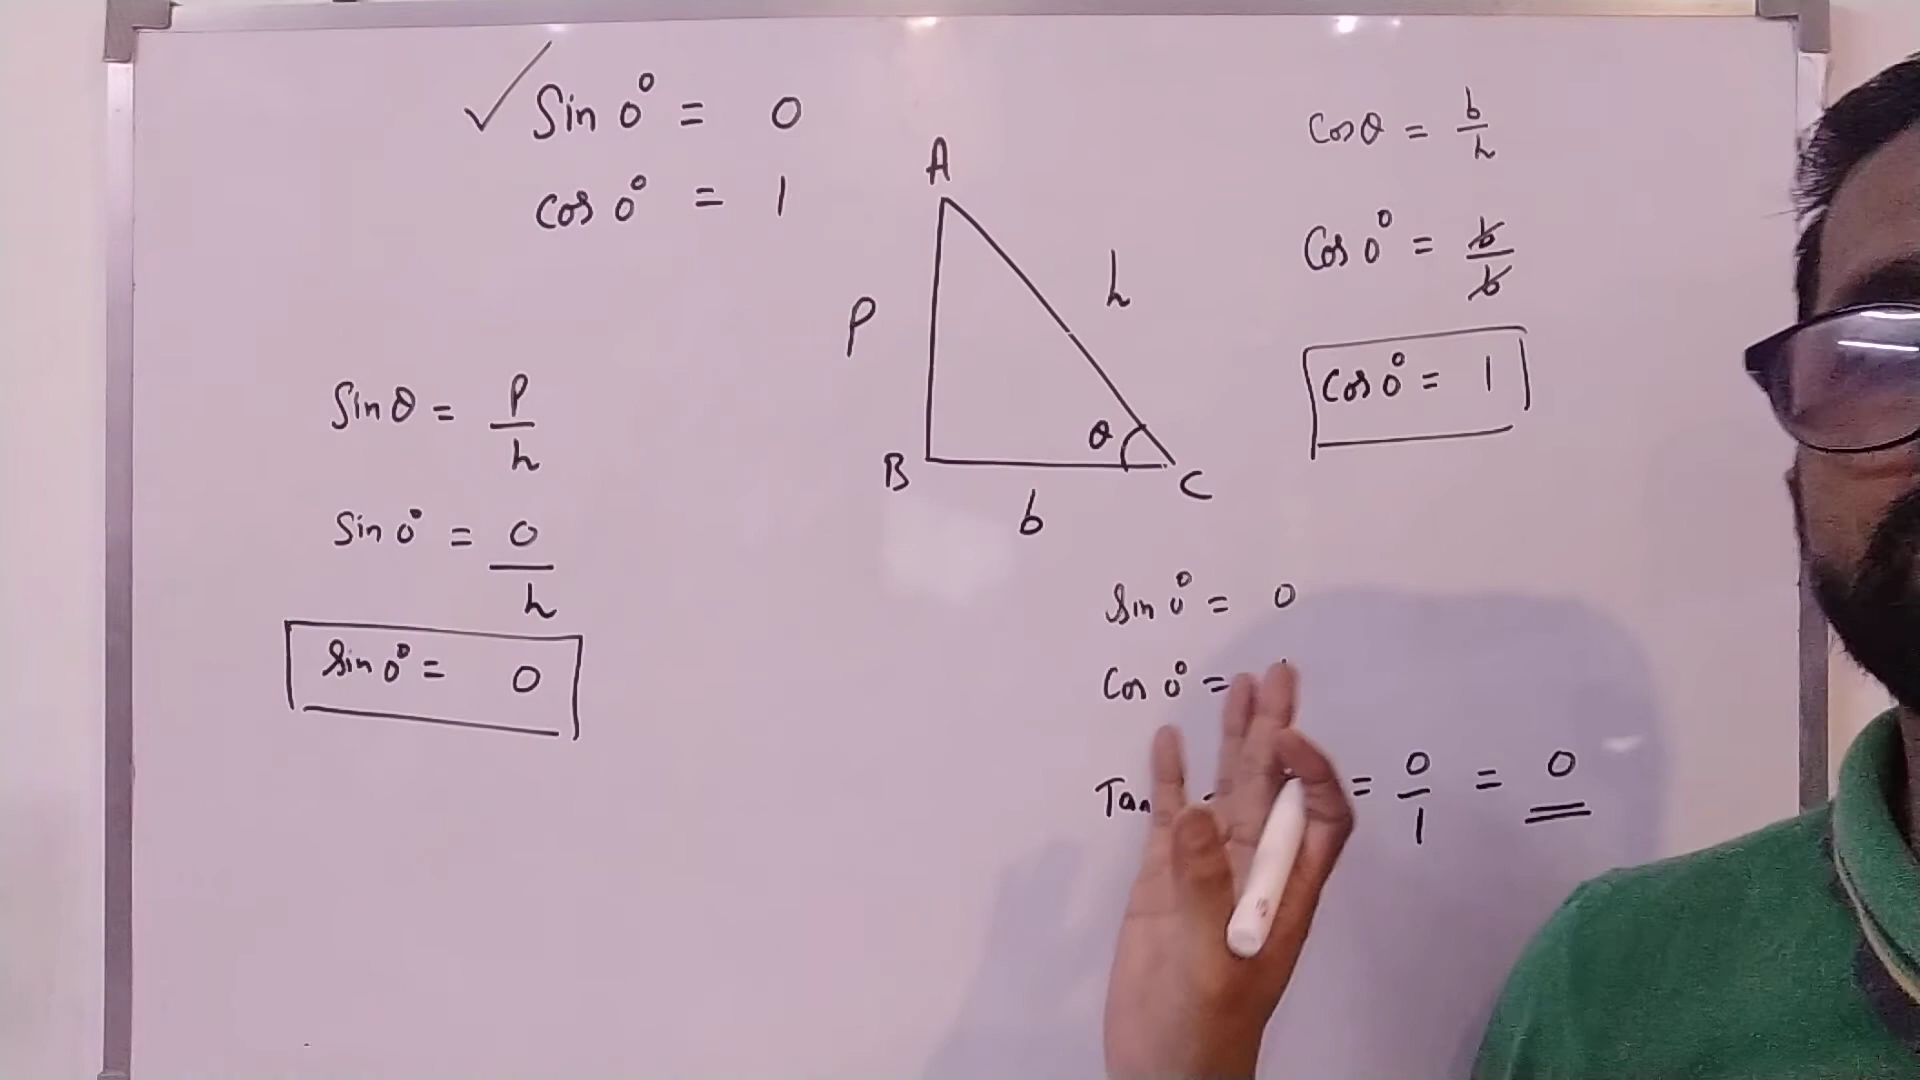 ✓ Sin 0° = 0
cos 0° = 1
A
P
h
θ
B
C
b
Sin θ = P/h
Sin 0° = 0/h
Sin 0° = 0
Cos θ = b/h
Cos 0° = b/b
Cos 0° = 1
Sin 0° = 0
Cos 0° =
Tan = 0/1 = 0